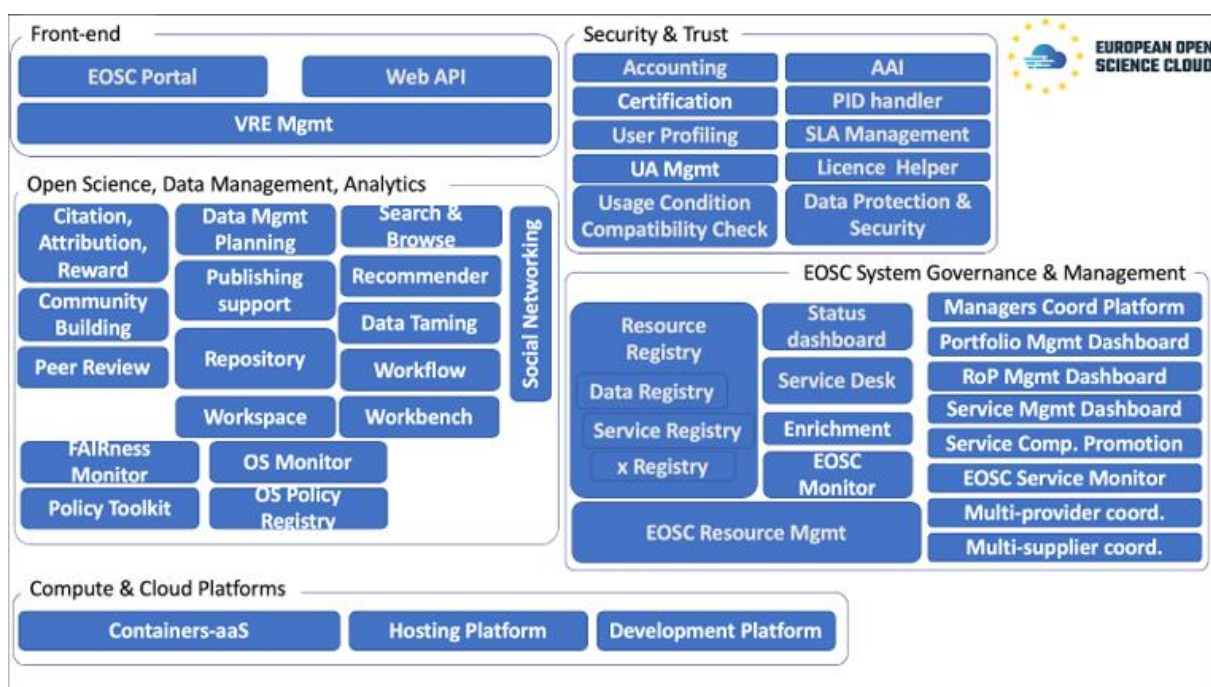 Front-end
EOSC Portal
Web API
VRE Mgmt
Security & Trust
Accounting
AAI
Certification
PID handler
User Profiling
SLA Management
UA Mgmt
Licence Helper
Usage Condition
Compatibility Check
Data Protection &
Security
EUROPEAN OPEN
SCIENCE CLOUD
Open Science, Data Management, Analytics
Citation,
Attribution,
Reward
Community
Building
Peer Review
Data Mgmt
Planning
Publishing
support
Repository
Workspace
Search &
Browse
Recommender
Data Taming
Workflow
Workbench
Social Networking
FAIRness
Monitor
OS Monitor
Policy Toolkit
OS Policy
Registry
EOSC System Governance & Management
Resource
Registry
Data Registry
Service Registry
x Registry
Status
dashboard
Service Desk
Enrichment
EOSC
Monitor
EOSC Resource Mgmt
Managers Coord Platform
Portfolio Mgmt Dashboard
RoP Mgmt Dashboard
Service Mgmt Dashboard
Service Comp. Promotion
EOSC Service Monitor
Multi-provider coord.
Multi-supplier coord.
Compute & Cloud Platforms
Containers-aaS
Hosting Platform
Development Platform